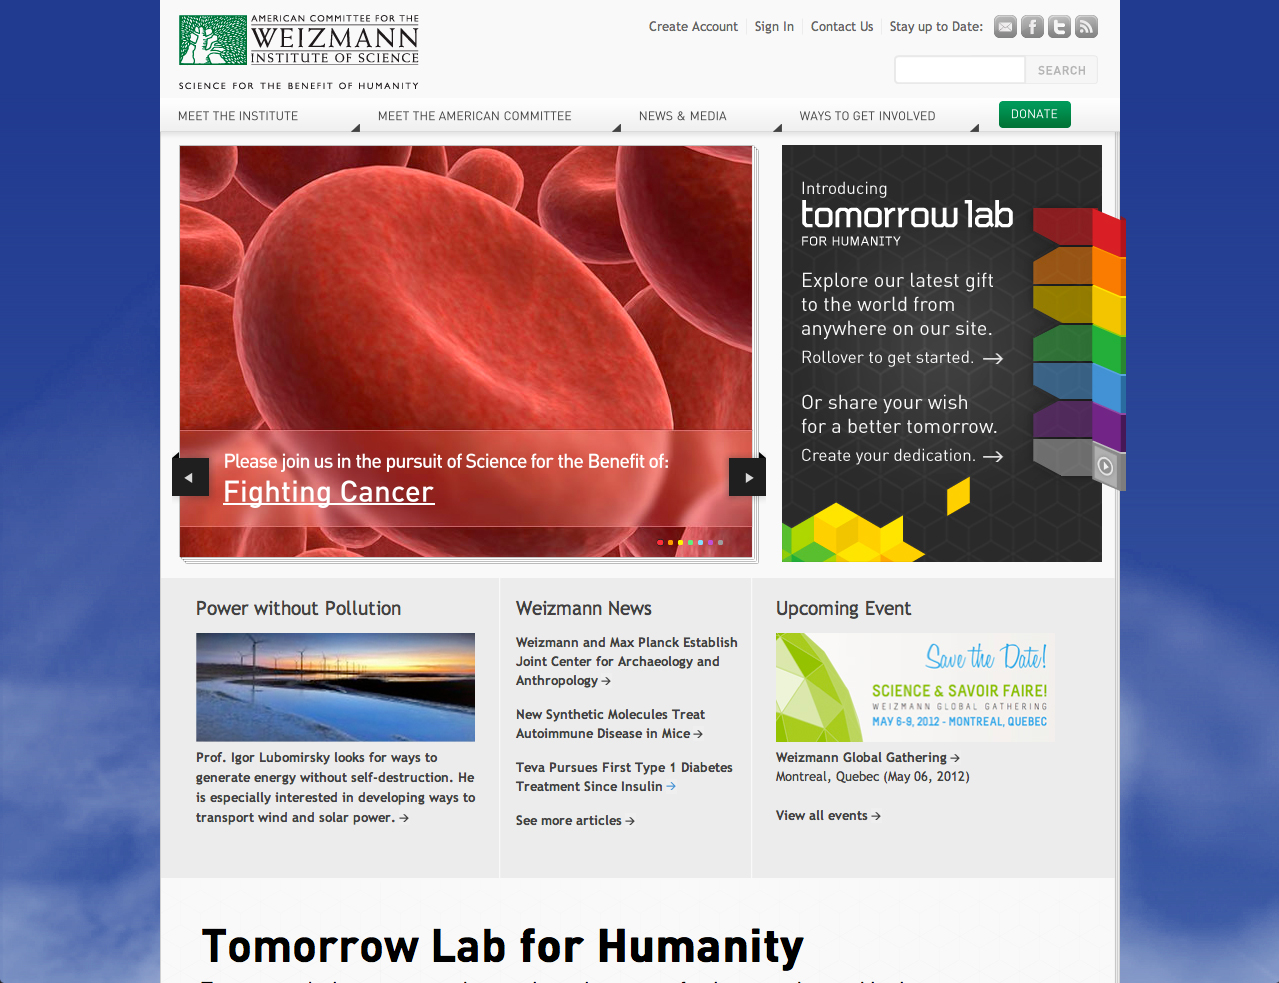 AMERICAN COMMITTEE FOR THE
WEIZMANN
INSTITUTE OF SCIENCE
SCIENCE FOR THE BENEFIT OF HUMANITY
Create Account
Sign In
Contact Us
Stay up to Date:
SEARCH
MEET THE INSTITUTE
MEET THE AMERICAN COMMITTEE
NEWS & MEDIA
WAYS TO GET INVOLVED
DONATE
Please join us in the pursuit of Science for the Benefit of:
Fighting Cancer
Introducing
tomorrow lab
FOR HUMANITY
Explore our latest gift
to the world from
anywhere on our site.
Rollover to get started. →
Or share your wish
for a better tomorrow.
Create your dedication. →
Power without Pollution
Prof. Igor Lubomirsky looks for ways to
generate energy without self-destruction. He
is especially interested in developing ways to
transport wind and solar power. →
Weizmann News
Weizmann and Max Planck Establish
Joint Center for Archaeology and
Anthropology →
New Synthetic Molecules Treat
Autoimmune Disease in Mice →
Teva Pursues First Type 1 Diabetes
Treatment Since Insulin →
See more articles →
Upcoming Event
Save the Date!
SCIENCE & SAVOIR FAIRE!
WEIZMANN GLOBAL GATHERING
MAY 6-9, 2012 - MONTREAL, QUEBEC
Weizmann Global Gathering →
Montreal, Quebec (May 06, 2012)
View all events →
Tomorrow Lab for Humanity